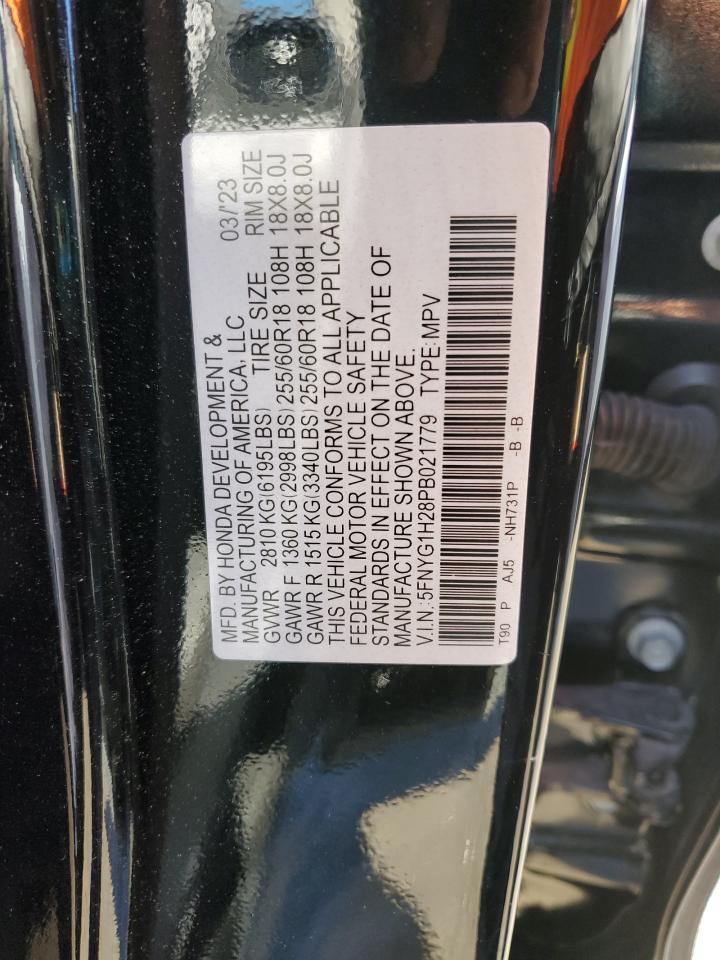 MFD. BY HONDA DEVELOPMENT &
MANUFACTURING OF AMERICA, LLC 03/'23
GVWR 2810 KG(6195LBS) TIRE SIZE RIM SIZE
GAWR F 1360 KG(2998LBS) 255/60R18 108H 18X8.0J
GAWR R 1515 KG(3340LBS) 255/60R18 108H 18X8.0J
THIS VEHICLE CONFORMS TO ALL APPLICABLE
FEDERAL MOTOR VEHICLE SAFETY
STANDARDS IN EFFECT ON THE DATE OF
MANUFACTURE SHOWN ABOVE.
V.I.N.:5FNYG1H28PB021779 TYPE:MPV
T90 P AJ5 -NH731P -B -B